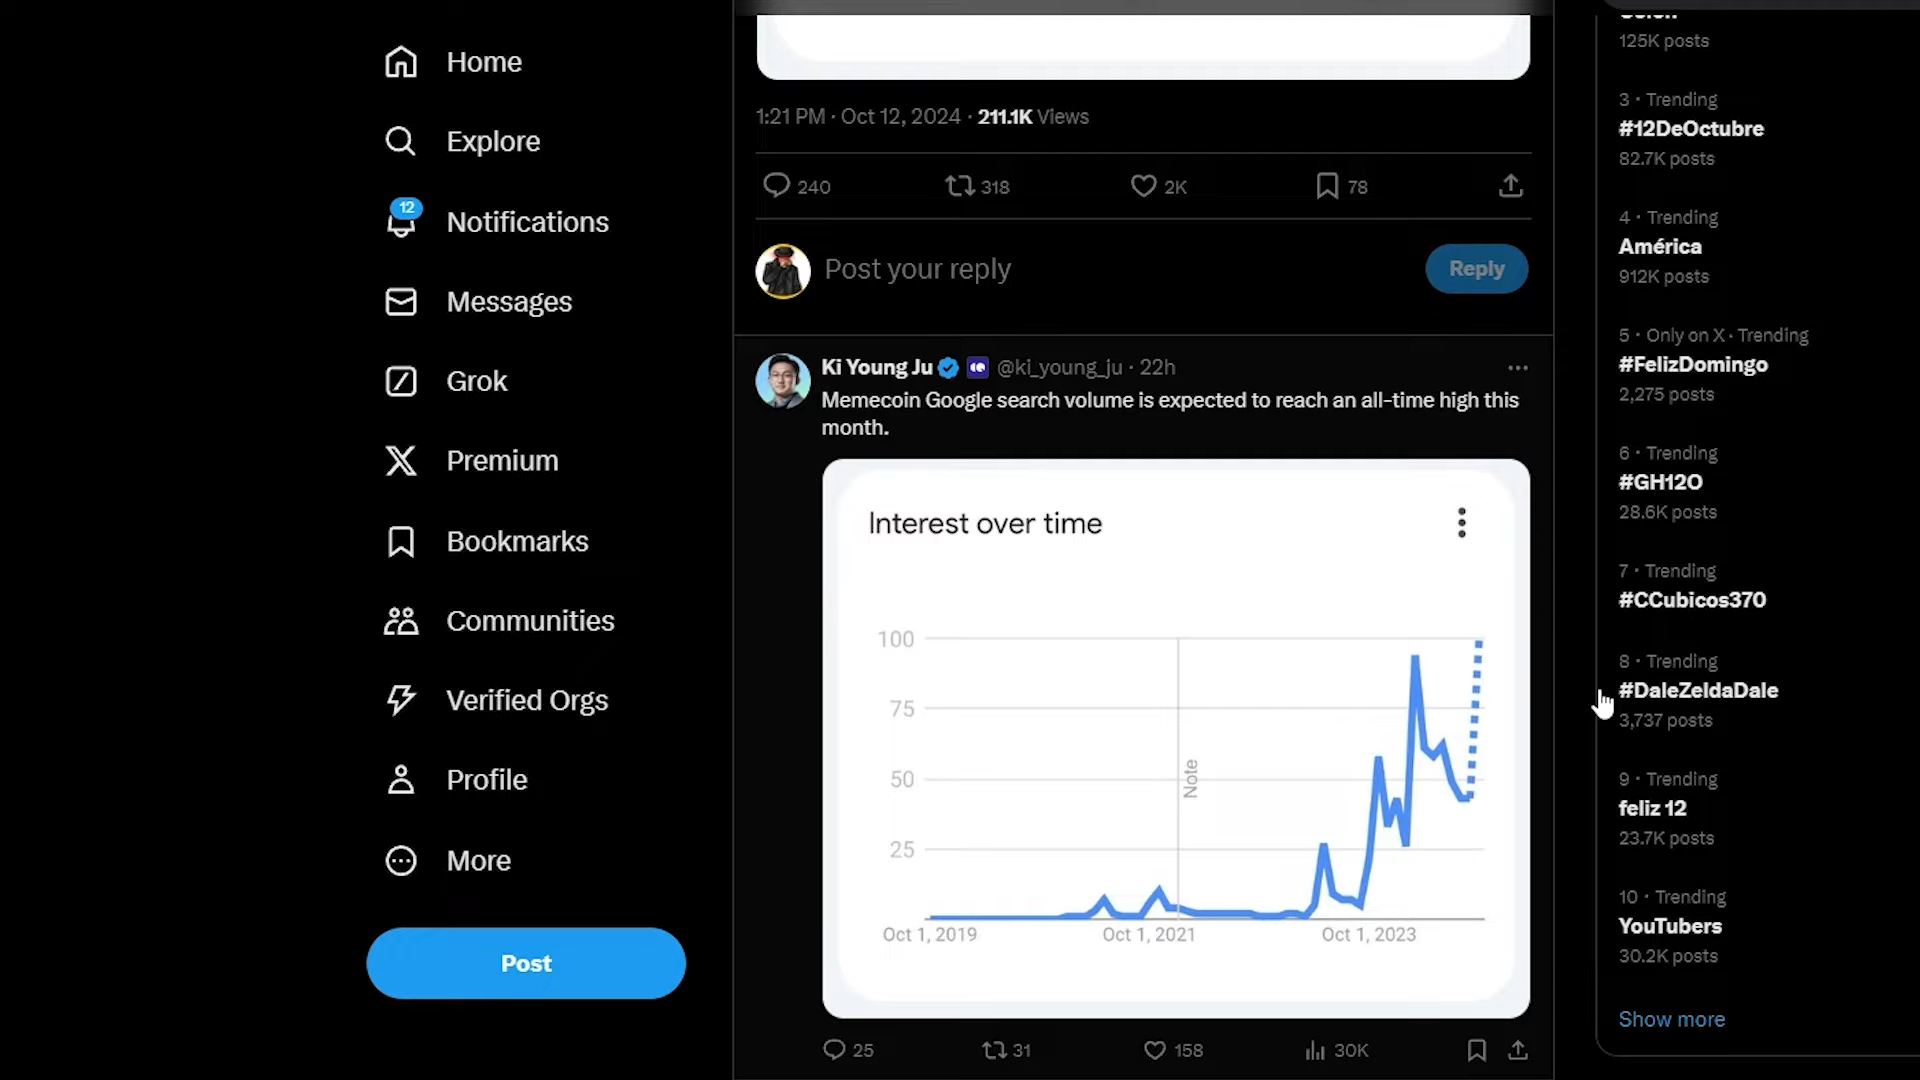 Home
Explore
12
Notifications
Messages
Grok
Premium
Bookmarks
Communities
Verified Orgs
Profile
More
Post
1:21 PM · Oct 12, 2024 · 211.1K Views
240 318 2K 78
Post your reply
Reply
Ki Young Ju @ki_young_ju · 22h
Memecoin Google search volume is expected to reach an all-time high this
month.
Interest over time
100
75
50
25
Note
Oct 1, 2019 Oct 1, 2021 Oct 1, 2023
25 31 158 30K
125K posts
3 · Trending
#12DeOctubre
82.7K posts
4 · Trending
América
912K posts
5 · Only on X · Trending
#FelizDomingo
2,275 posts
6 · Trending
#GH12O
28.6K posts
7 · Trending
#CCubicos370
8 · Trending
#DaleZeldaDale
3,737 posts
9 · Trending
feliz 12
23.7K posts
10 · Trending
YouTubers
30.2K posts
Show more